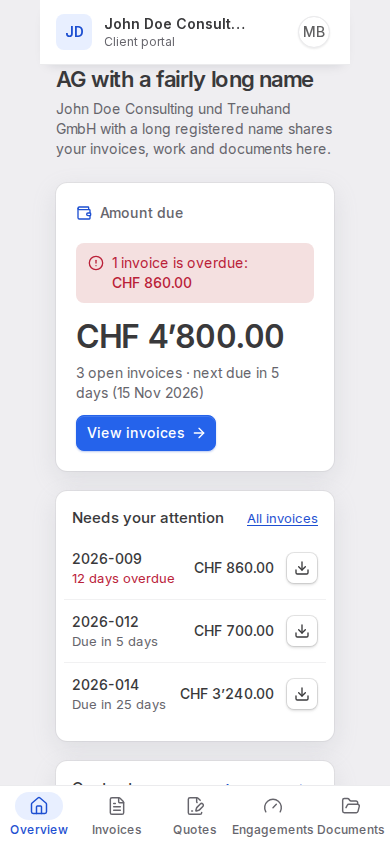 JD
John Doe Consult…
Client portal
MB
AG with a fairly long name
John Doe Consulting und Treuhand
GmbH with a long registered name shares
your invoices, work and documents here.
Amount due
1 invoice is overdue:
CHF 860.00
CHF 4’800.00
3 open invoices · next due in 5
days (15 Nov 2026)
View invoices
Needs your attention
All invoices
2026-009
12 days overdue
CHF 860.00
2026-012
Due in 5 days
CHF 700.00
2026-014
Due in 25 days
CHF 3’240.00
Overview
Invoices
Quotes
Engagements
Documents